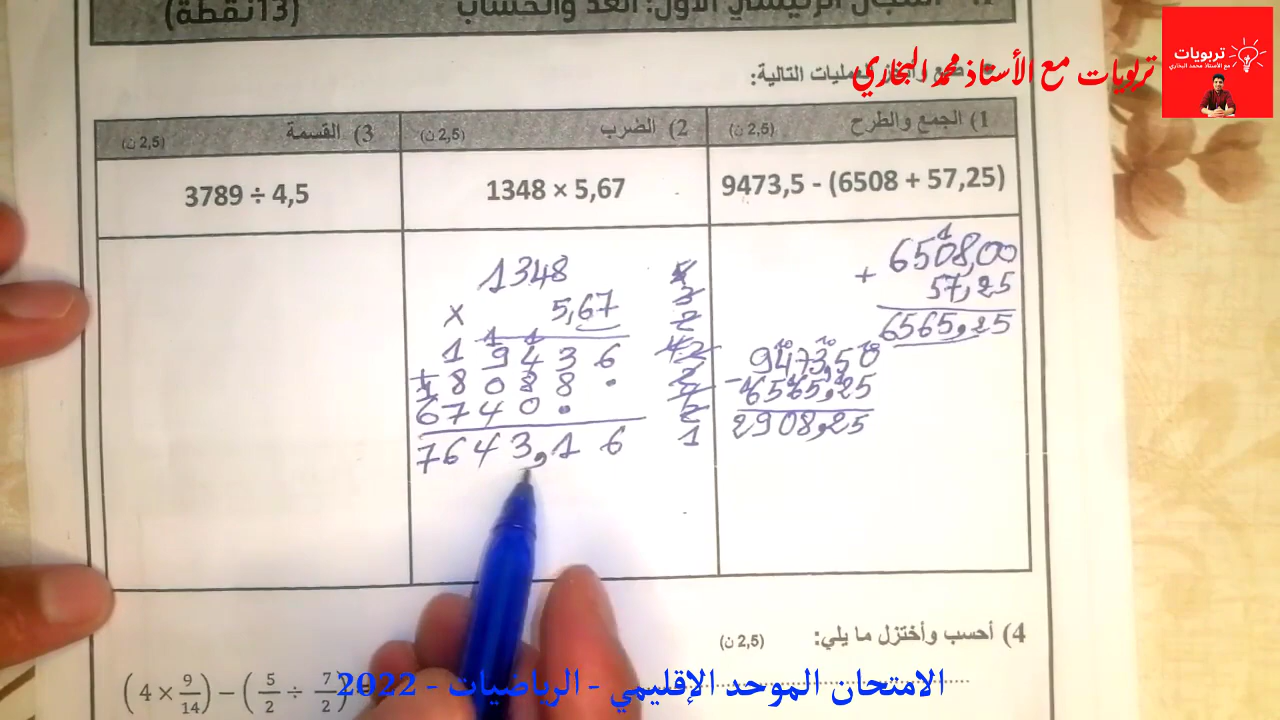 المجال الرئيسي الأول: العد والحساب (13نقطة)
تربويات مع الأستاذ محمد البخاري
تربويات
مع الأستاذ محمد البخاري
العمليات التالية:
1) الجمع والطرح (2,5 ن)
2) الضرب (2,5 ن)
3) القسمة (2,5 ن)
9473,5 - (6508 + 57,25)
1348 × 5,67
3789 ÷ 4,5
6508,00
+ 57,25
6565,25
9473,50
- 6565,25
2908,25
1348
× 5,67
9436
8088.
6740..
7643,16
4) أحسب وأختزل ما يلي: (2,5 ن)
(4 × 9/14) − (5/2 ÷ 7/2)
الامتحان الموحد الإقليمي - الرياضيات - 2022